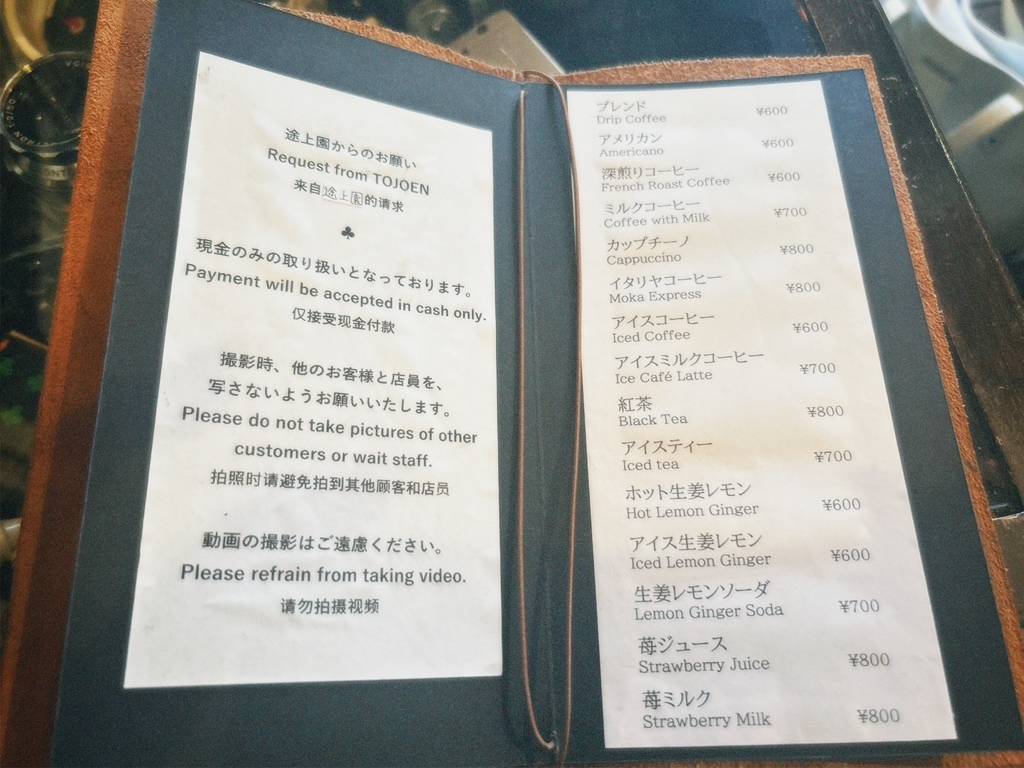 途上園からのお願い
Request from TOJOEN
来自途上園的请求
♣
現金のみの取り扱いとなっております。
Payment will be accepted in cash only.
仅接受现金付款
撮影時、他のお客様と店員を、
写さないようお願いいたします。
Please do not take pictures of other
customers or wait staff.
拍照时请避免拍到其他顾客和店员
動画の撮影はご遠慮ください。
Please refrain from taking video.
请勿拍摄视频
ブレンド
Drip Coffee ¥600
アメリカン
Americano ¥600
深煎りコーヒー
French Roast Coffee ¥600
ミルクコーヒー
Coffee with Milk ¥700
カップチーノ
Cappuccino ¥800
イタリヤコーヒー
Moka Express ¥800
アイスコーヒー
Iced Coffee ¥600
アイスミルクコーヒー
Ice Café Latte ¥700
紅茶
Black Tea ¥800
アイスティー
Iced tea ¥700
ホット生姜レモン
Hot Lemon Ginger ¥600
アイス生姜レモン
Iced Lemon Ginger ¥600
生姜レモンソーダ
Lemon Ginger Soda ¥700
苺ジュース
Strawberry Juice ¥800
苺ミルク
Strawberry Milk ¥800